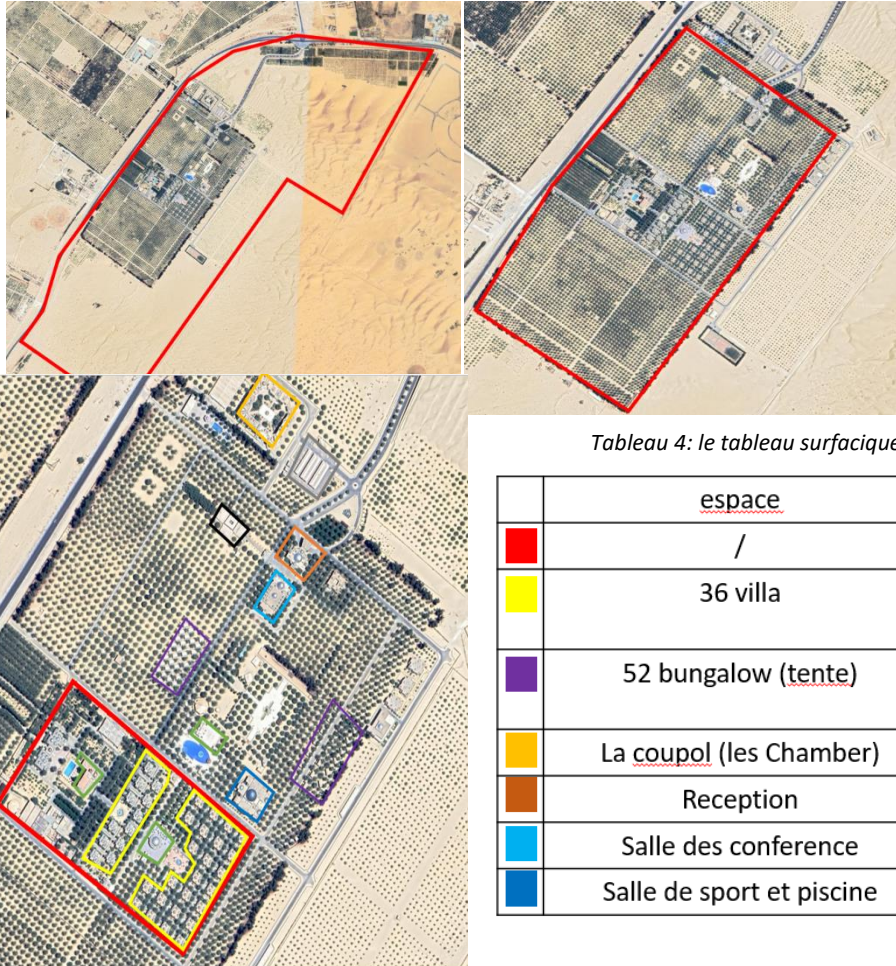 Tableau 4: le tableau surfacique
espace
/
36 villa
52 bungalow (tente)
La coupol (les Chamber)
Reception
Salle des conference
Salle de sport et piscine